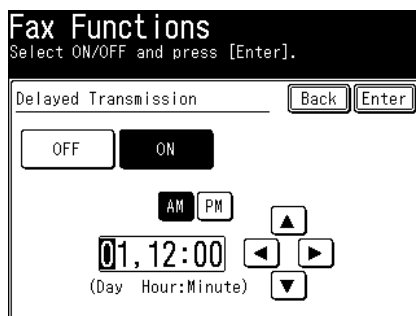 Fax Functions
Select ON/OFF and press [Enter].
Delayed Transmission Back Enter
OFF ON
AM PM
01,12:00
(Day Hour:Minute)